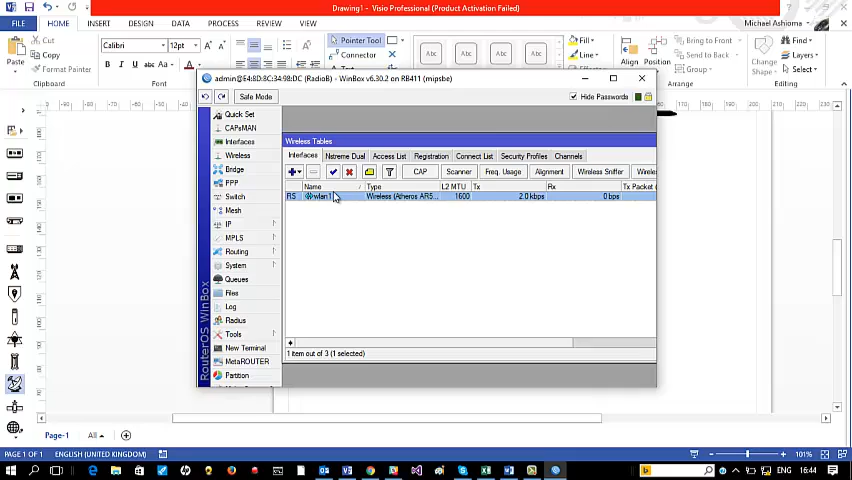 Drawing1 - Visio Professional (Product Activation Failed)
FILE HOME INSERT DESIGN DATA PROCESS REVIEW VIEW Michael Ashioma
Paste
Cut
Copy
Format Painter
Calibri 12pt.
B I U abc Aa
Pointer Tool
Connector
Abc Abc Abc Abc
Fill
Line
Align Position
Bring to Front
Send to Back
Group
Find
Layers
Select
admin@E4:8D:8C:34:98:DC (RadioB) - WinBox v6.30.2 on RB411 (mipsbe)
Safe Mode Hide Passwords
RouterOS WinBox
Quick Set
CAPsMAN
Interfaces
Wireless
Bridge
PPP
Switch
Mesh
IP
MPLS
Routing
System
Queues
Files
Log
Radius
Tools
New Terminal
MetaROUTER
Partition
Wireless Tables
Interfaces Nstreme Dual Access List Registration Connect List Security Profiles Channels
CAP Scanner Freq. Usage Alignment Wireless Sniffer Wirele
Name Type L2 MTU Tx Rx Tx Packet (
RS wlan1 Wireless (Atheros AR5... 1600 2.0 kbps 0 bps
1 item out of 3 (1 selected)
Page-1 All
PAGE 1 OF 1 ENGLISH (UNITED KINGDOM) 101%
ENG 16:44